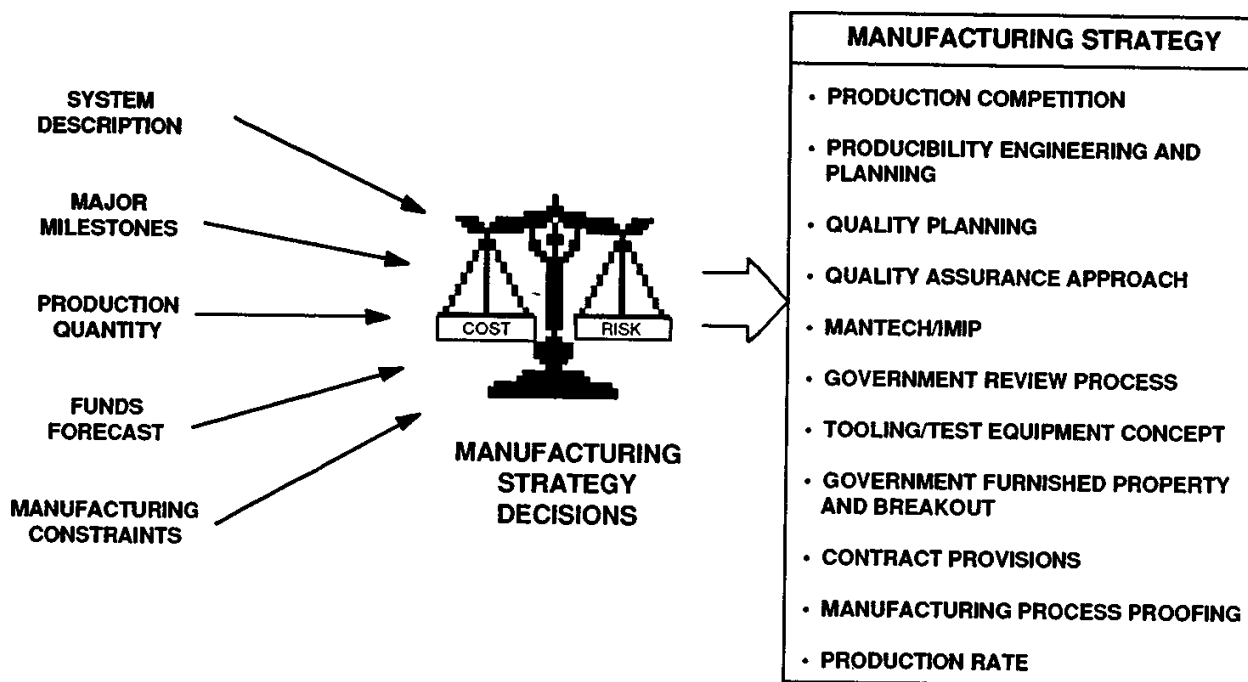 SYSTEM
DESCRIPTION
MAJOR
MILESTONES
PRODUCTION
QUANTITY
FUNDS
FORECAST
MANUFACTURING
CONSTRAINTS
COST
RISK
MANUFACTURING
STRATEGY
DECISIONS
MANUFACTURING STRATEGY
• PRODUCTION COMPETITION
• PRODUCIBILITY ENGINEERING AND
PLANNING
• QUALITY PLANNING
• QUALITY ASSURANCE APPROACH
• MANTECH/IMIP
• GOVERNMENT REVIEW PROCESS
• TOOLING/TEST EQUIPMENT CONCEPT
• GOVERNMENT FURNISHED PROPERTY
AND BREAKOUT
• CONTRACT PROVISIONS
• MANUFACTURING PROCESS PROOFING
• PRODUCTION RATE